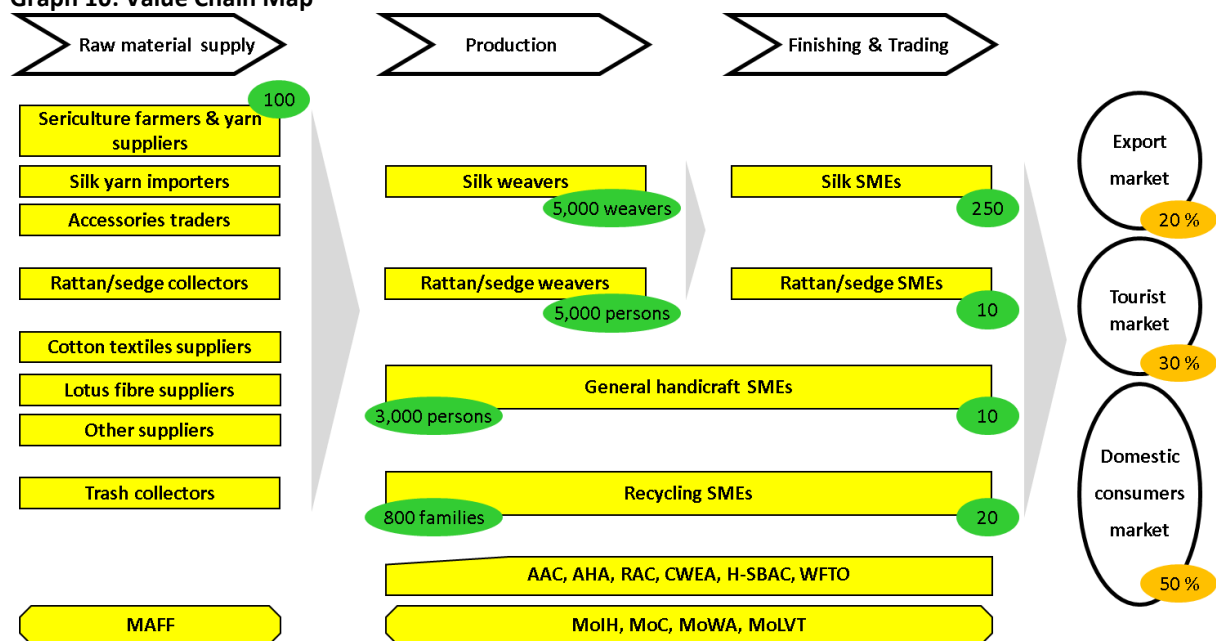 Graph 10: Value Chain Map
Raw material supply
Production
Finishing & Trading
100
Sericulture farmers & yarn
suppliers
Silk yarn importers
Accessories traders
Rattan/sedge collectors
Cotton textiles suppliers
Lotus fibre suppliers
Other suppliers
Trash collectors
MAFF
Silk weavers
5,000 weavers
Rattan/sedge weavers
5,000 persons
Silk SMEs
250
Rattan/sedge SMEs
10
General handicraft SMEs
3,000 persons
10
Recycling SMEs
800 families
20
AAC, AHA, RAC, CWEA, H-SBAC, WFTO
MoIH, MoC, MoWA, MoLVT
Export
market
20 %
Tourist
market
30 %
Domestic
consumers
market
50 %